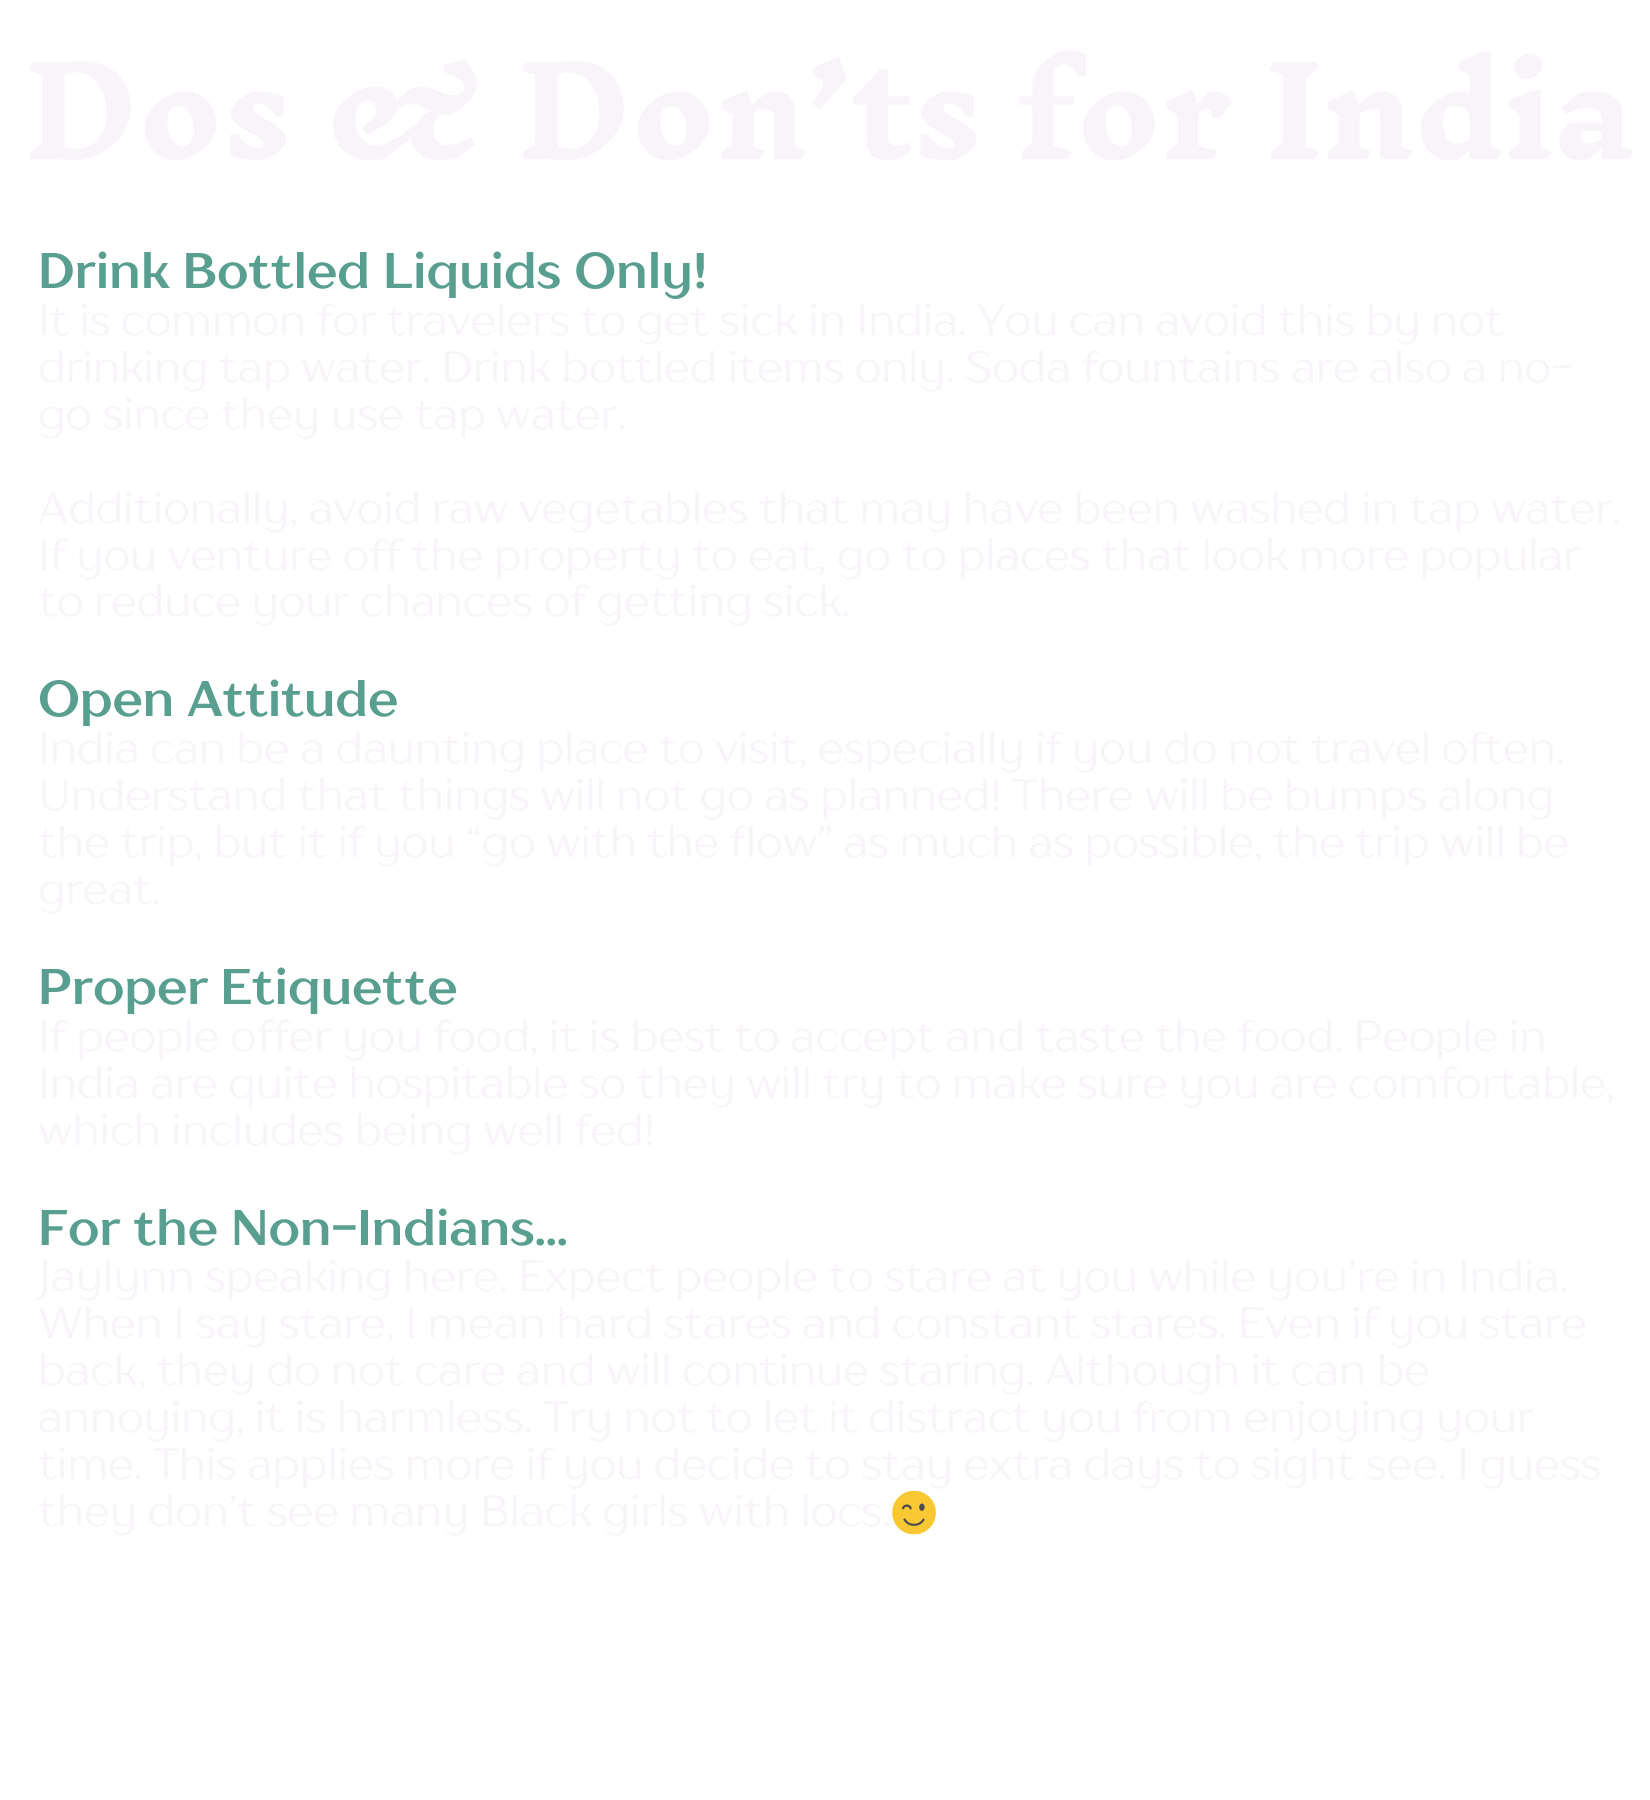 Dos & Don’ts for India
Drink Bottled Liquids Only!
It is common for travelers to get sick in India. You can avoid this by not
drinking tap water. Drink bottled items only. Soda fountains are also a no-
go since they use tap water.
Additionally, avoid raw vegetables that may have been washed in tap water.
If you venture off the property to eat, go to places that look more popular
to reduce your chances of getting sick.
Open Attitude
India can be a daunting place to visit, especially if you do not travel often.
Understand that things will not go as planned! There will be bumps along
the trip, but it if you “go with the flow” as much as possible, the trip will be
great.
Proper Etiquette
If people offer you food, it is best to accept and taste the food. People in
India are quite hospitable so they will try to make sure you are comfortable,
which includes being well fed!
For the Non-Indians...
Jaylynn speaking here. Expect people to stare at you while you’re in India.
When I say stare, I mean hard stares and constant stares. Even if you stare
back, they do not care and will continue staring. Although it can be
annoying, it is harmless. Try not to let it distract you from enjoying your
time. This applies more if you decide to stay extra days to sight see. I guess
they don’t see many Black girls with locs.😉